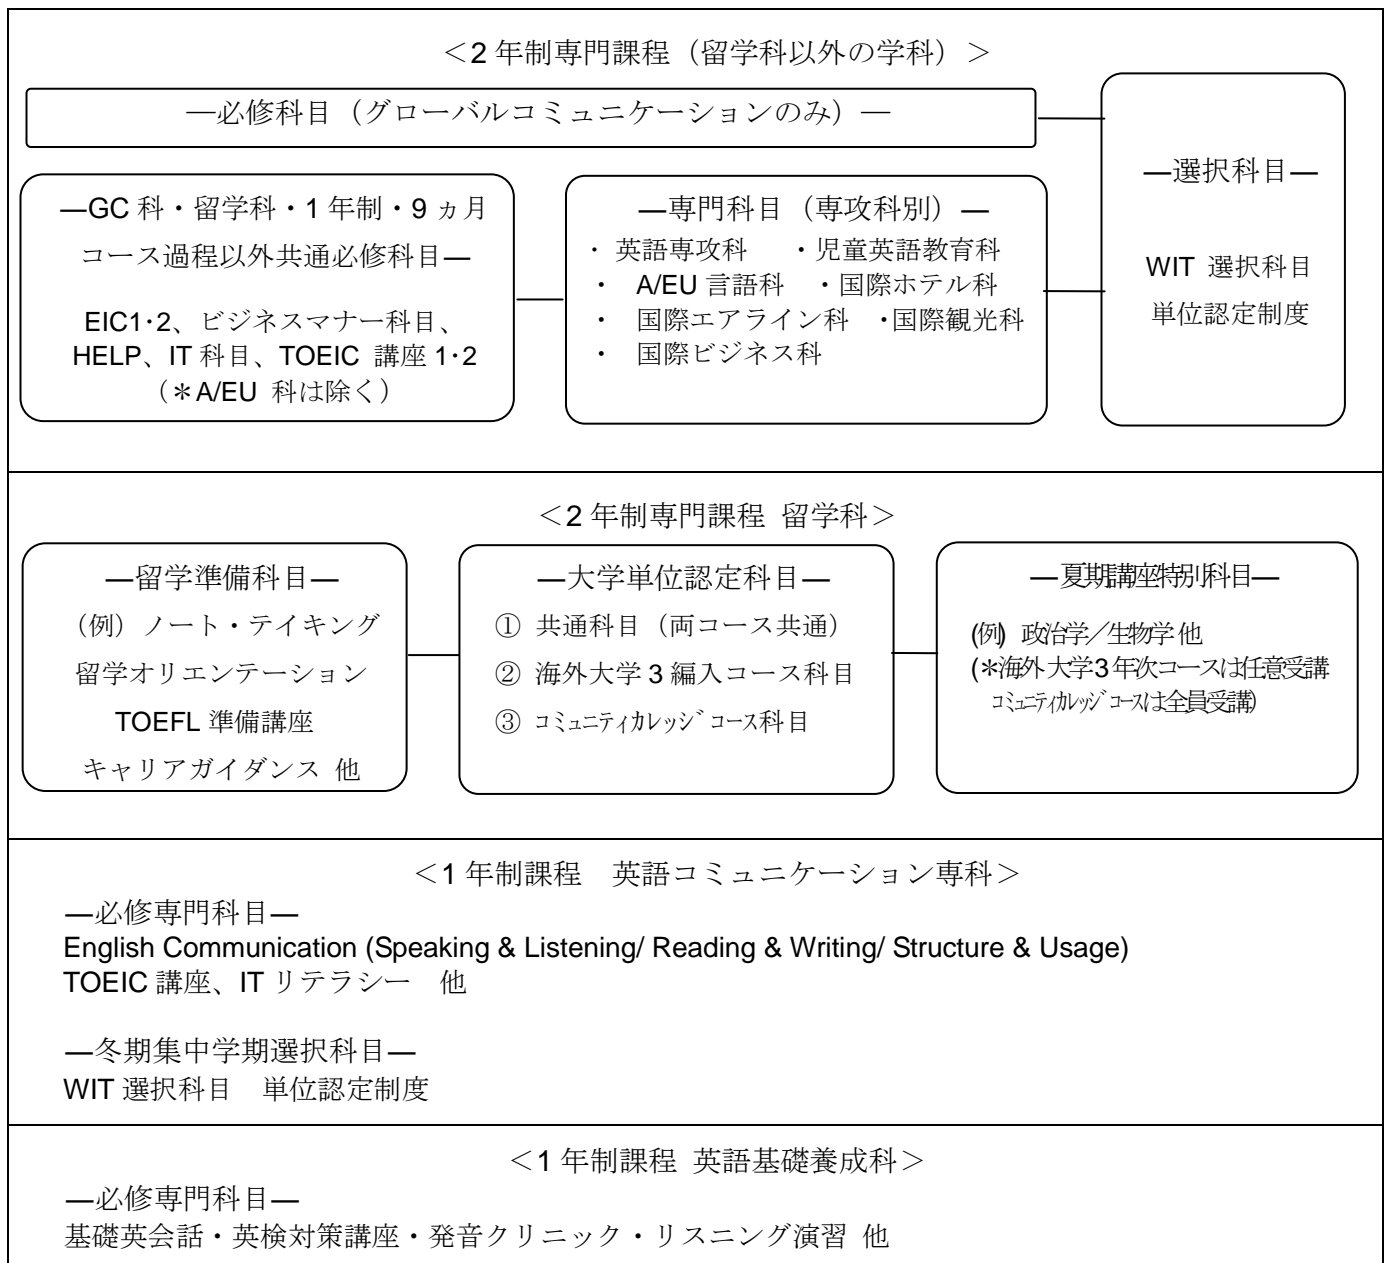 ＜2 年制専門課程（留学科以外の学科）＞
―必修科目（グローバルコミュニケーションのみ）―
―GC 科・留学科・1 年制・9 ヵ月
コース過程以外共通必修科目―
EIC1･2、ビジネスマナー科目、
HELP、IT 科目、TOEIC 講座 1･2
（＊A/EU 科は除く）
―専門科目（専攻科別）―
・ 英語専攻科　・児童英語教育科
・ A/EU 言語科　・国際ホテル科
・ 国際エアライン科　・国際観光科
・ 国際ビジネス科
―選択科目―
WIT 選択科目
単位認定制度
＜2 年制専門課程 留学科＞
―留学準備科目―
（例）ノート・テイキング
留学オリエンテーション
TOEFL 準備講座
キャリアガイダンス 他
―大学単位認定科目―
① 共通科目（両コース共通）
② 海外大学 3 編入コース科目
③ コミュニティカレッジコース科目
―夏期講座特別科目―
(例) 政治学／生物学 他
(＊海外大学3 年次コースは任意受講
コミュニティカレッジコースは全員受講)
＜1 年制課程　英語コミュニケーション専科＞
―必修専門科目―
English Communication (Speaking & Listening/ Reading & Writing/ Structure & Usage)
TOEIC 講座、IT リテラシー　他
―冬期集中学期選択科目―
WIT 選択科目　単位認定制度
＜1 年制課程 英語基礎養成科＞
―必修専門科目―
基礎英会話・英検対策講座・発音クリニック・リスニング演習 他